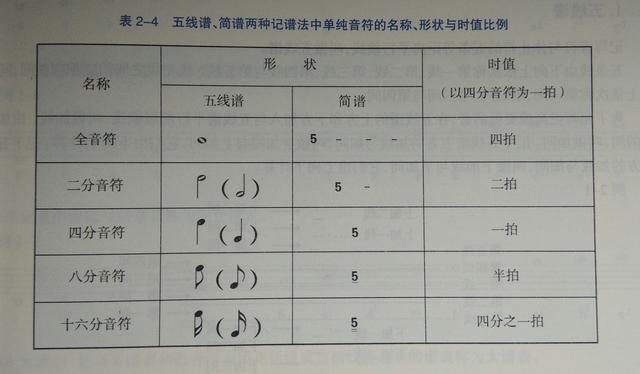 表 2-4 五线谱、简谱两种记谱法中单纯音符的名称、形状与时值比例
名称 形 状 时值
五线谱 简谱 (以四分音符为一拍)
全音符 5 - - - 四拍
二分音符 ( ) 5 - 二拍
四分音符 ( ) 5 一拍
八分音符 ( ) 5 半拍
十六分音符 ( ) 5 四分之一拍